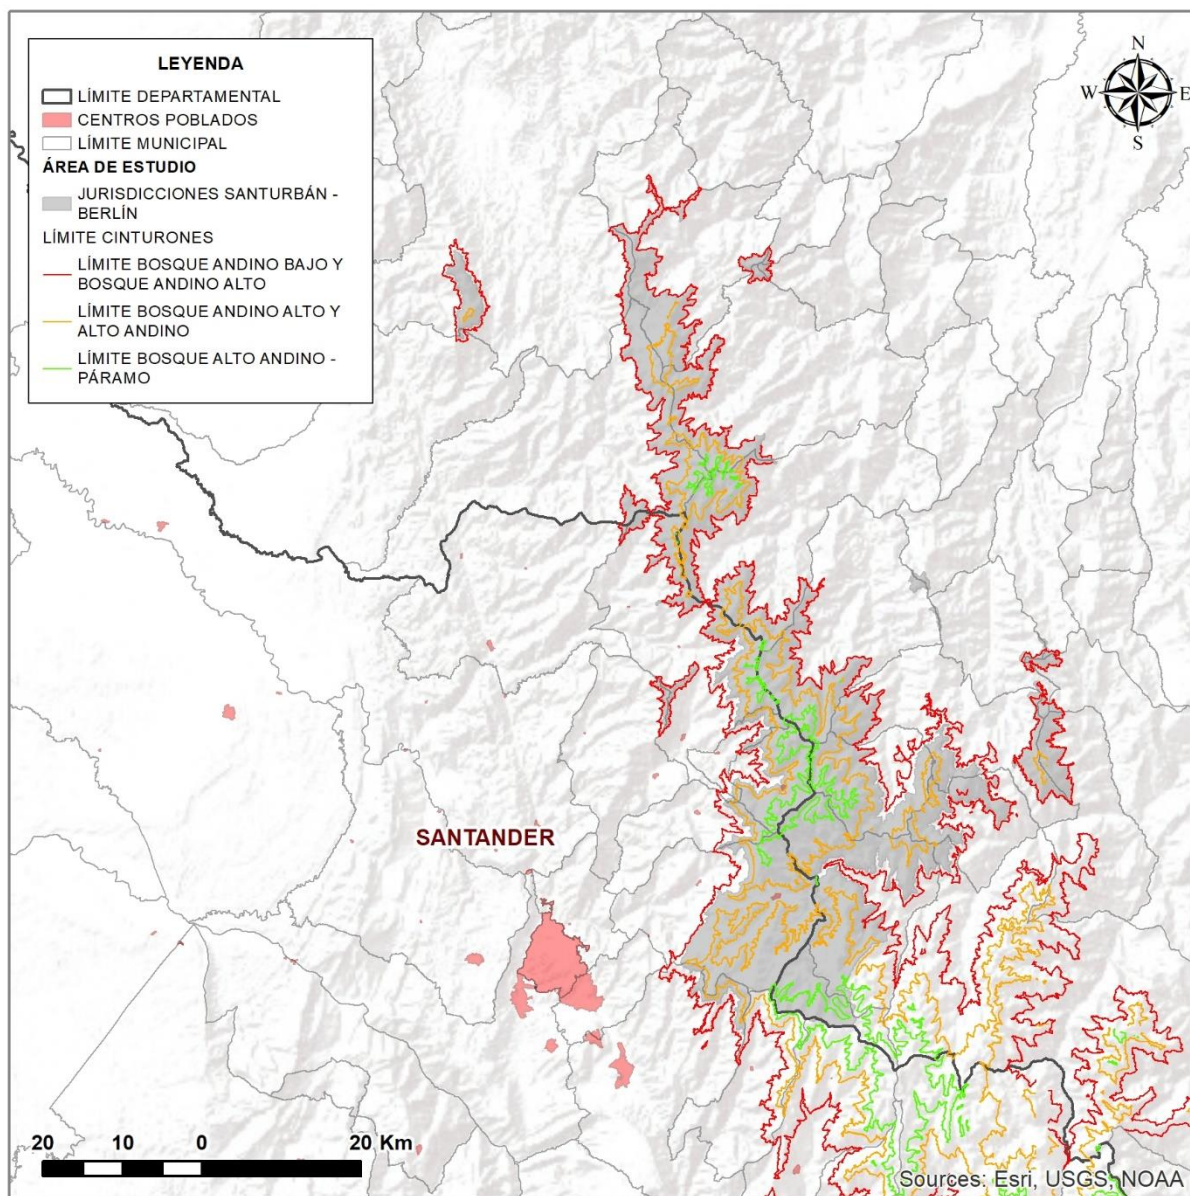 LEYENDA
LÍMITE DEPARTAMENTAL
CENTROS POBLADOS
LÍMITE MUNICIPAL
ÁREA DE ESTUDIO
JURISDICCIONES SANTURBÁN -
BERLÍN
LÍMITE CINTURONES
LÍMITE BOSQUE ANDINO BAJO Y
BOSQUE ANDINO ALTO
LÍMITE BOSQUE ANDINO ALTO Y
ALTO ANDINO
LÍMITE BOSQUE ALTO ANDINO -
PÁRAMO
N
W E
S
SANTANDER
20 10 0 20 Km
Sources: Esri, USGS, NOAA